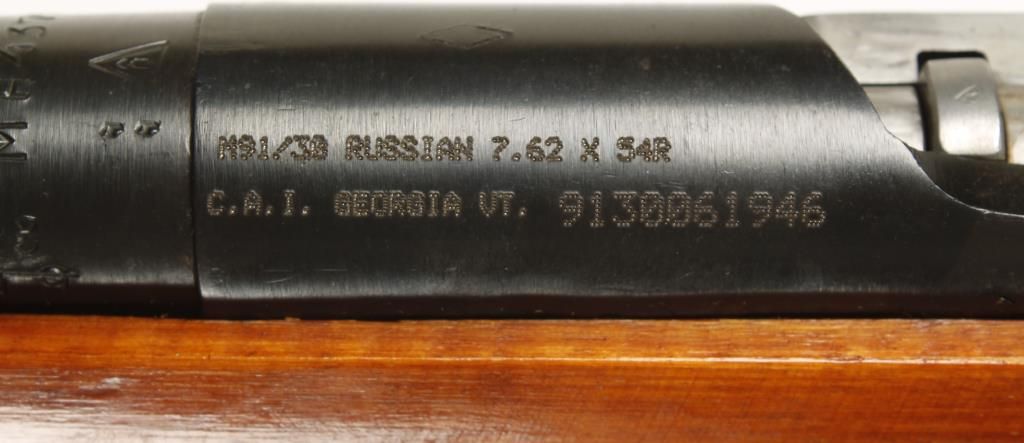 M91/30 RUSSIAN 7.62 X 54R
C.A.I. GEORGIA VT. 9130061946